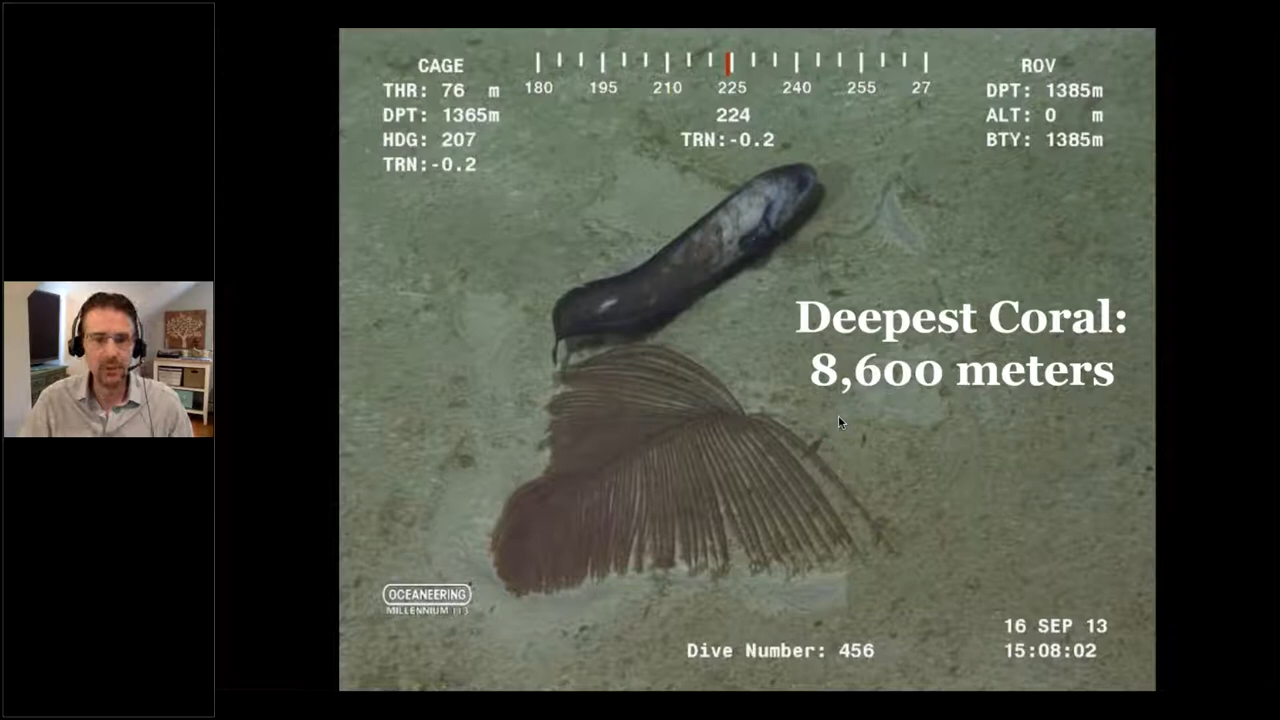 CAGE
THR: 76 m
DPT: 1365m
HDG: 207
TRN:-0.2
180 195 210 225 240 255 27
224
TRN:-0.2
ROV
DPT: 1385m
ALT: 0 m
BTY: 1385m
Deepest Coral:
8,600 meters
OCEANEERING
MILLENNIUM 113
Dive Number: 456
16 SEP 13
15:08:02